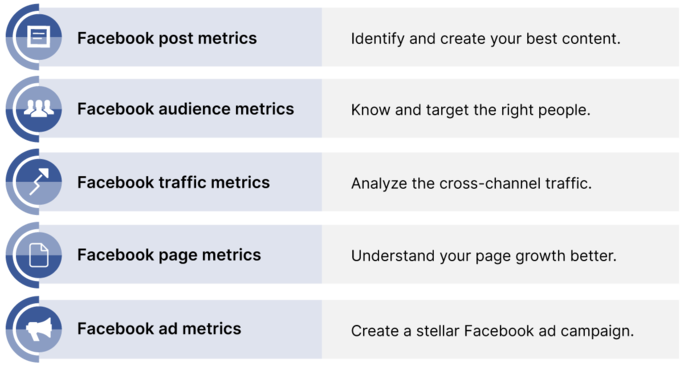 Facebook post metrics
Identify and create your best content.
Facebook audience metrics
Know and target the right people.
Facebook traffic metrics
Analyze the cross-channel traffic.
Facebook page metrics
Understand your page growth better.
Facebook ad metrics
Create a stellar Facebook ad campaign.